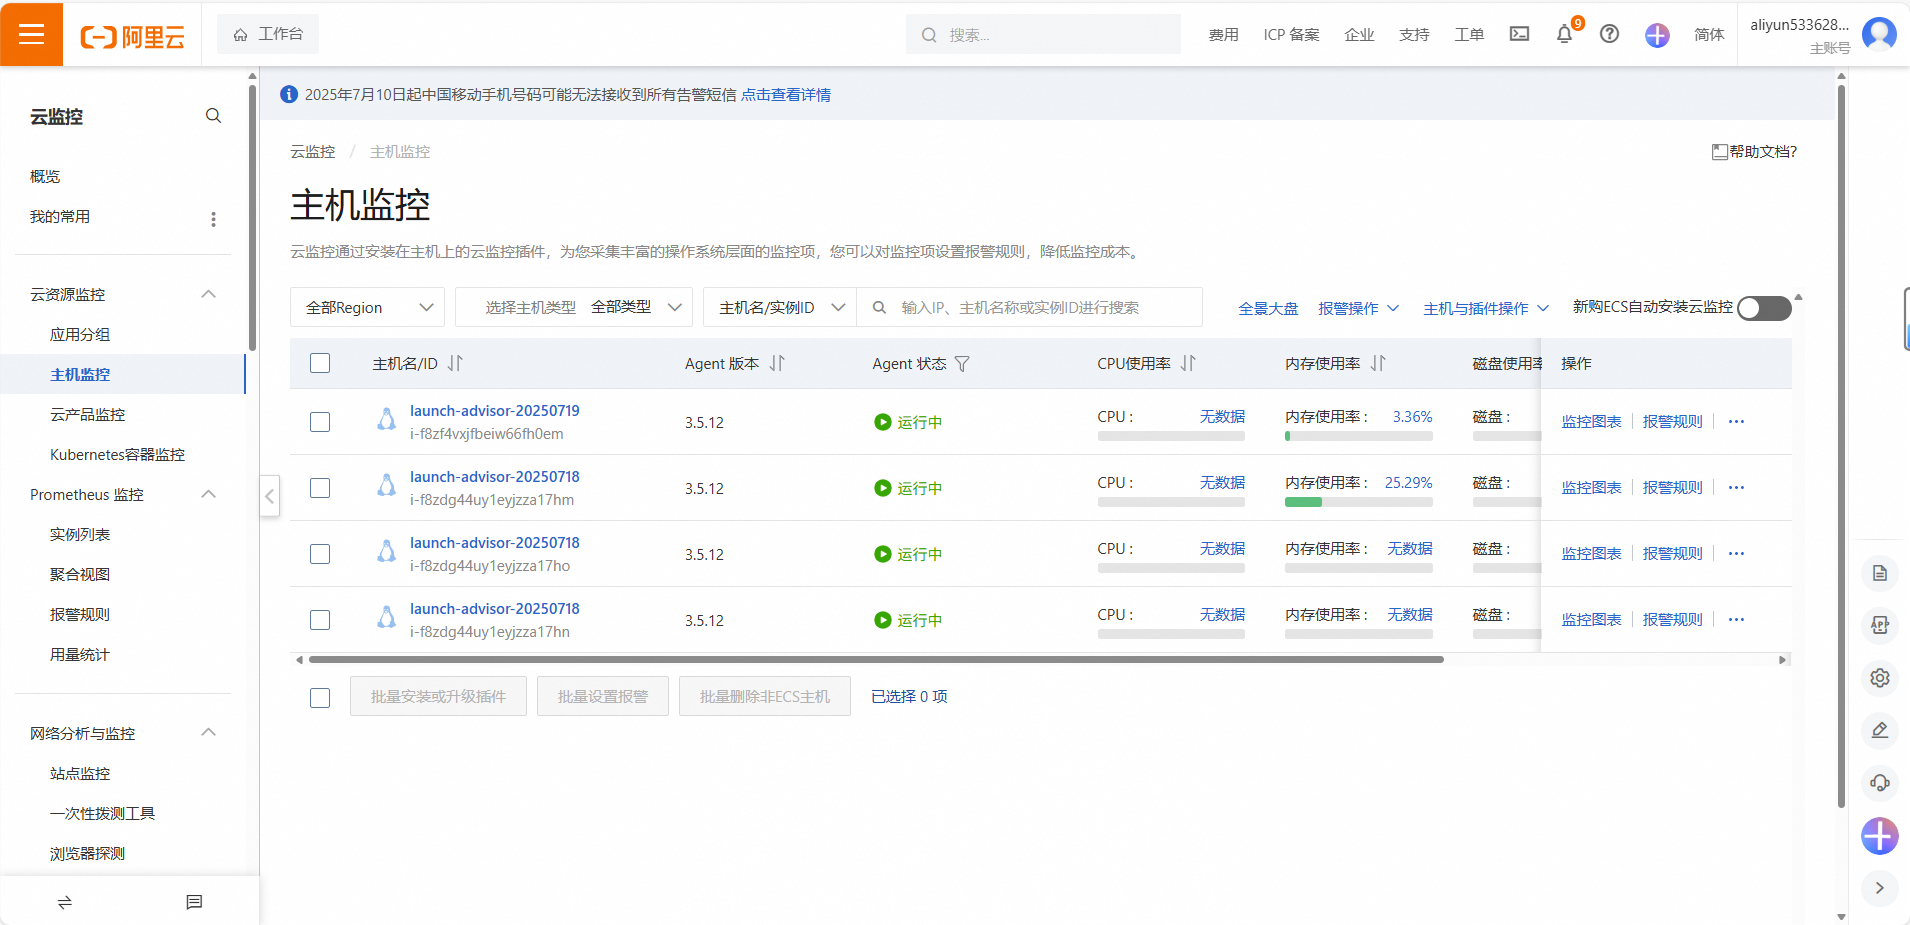 阿里云
工作台
搜索...
费用
ICP 备案
企业
支持
工单
9
简体
aliyun533628...
主账号
云监控
概览
我的常用
云资源监控
应用分组
主机监控
云产品监控
Kubernetes容器监控
Prometheus 监控
实例列表
聚合视图
报警规则
用量统计
网络分析与监控
站点监控
一次性拨测工具
浏览器探测
2025年7月10日起中国移动手机号码可能无法接收到所有告警短信 点击查看详情
云监控 / 主机监控
帮助文档?
主机监控
云监控通过安装在主机上的云监控插件，为您采集丰富的操作系统层面的监控项，您可以对监控项设置报警规则，降低监控成本。
全部Region
选择主机类型 全部类型
主机名/实例ID
输入IP、主机名称或实例ID进行搜索
全景大盘
报警操作
主机与插件操作
新购ECS自动安装云监控
主机名/ID Agent 版本 Agent 状态 CPU使用率 内存使用率 磁盘使用率 操作
launch-advisor-20250719
i-f8zf4vxjfbeiw66fh0em
3.5.12
运行中
CPU : 无数据
内存使用率 : 3.36%
磁盘 :
监控图表 报警规则
launch-advisor-20250718
i-f8zdg44uy1eyjzza17hm
3.5.12
运行中
CPU : 无数据
内存使用率 : 25.29%
磁盘 :
监控图表 报警规则
launch-advisor-20250718
i-f8zdg44uy1eyjzza17ho
3.5.12
运行中
CPU : 无数据
内存使用率 : 无数据
磁盘 :
监控图表 报警规则
launch-advisor-20250718
i-f8zdg44uy1eyjzza17hn
3.5.12
运行中
CPU : 无数据
内存使用率 : 无数据
磁盘 :
监控图表 报警规则
批量安装或升级插件
批量设置报警
批量删除非ECS主机
已选择 0 项
APP